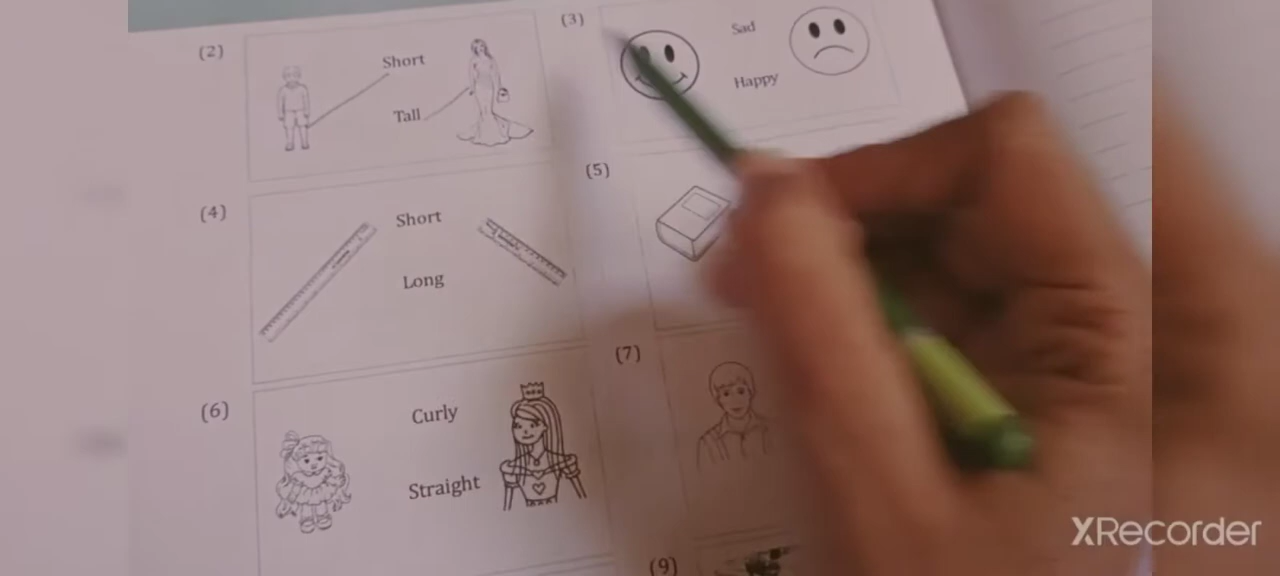 (2)
Short
Tall
(3)
Sad
Happy
(4)
Short
Long
(5)
(6)
Curly
Straight
(7)
(9)
XRecorder